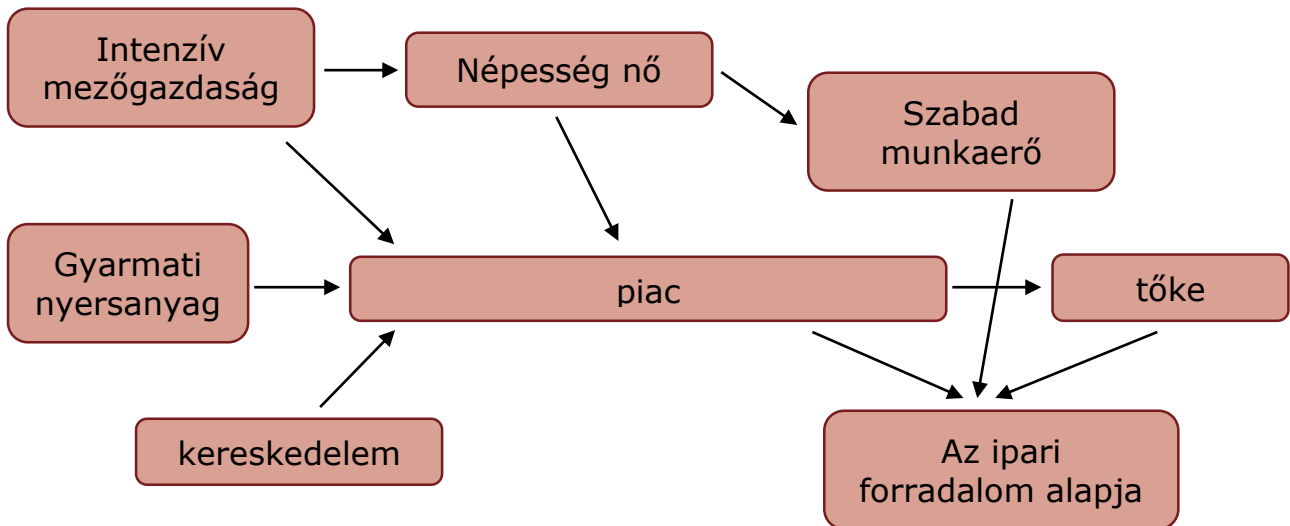 Intenzív
mezőgazdaság
Népesség nő
Szabad
munkaerő
Gyarmati
nyersanyag
piac
tőke
kereskedelem
Az ipari
forradalom alapja